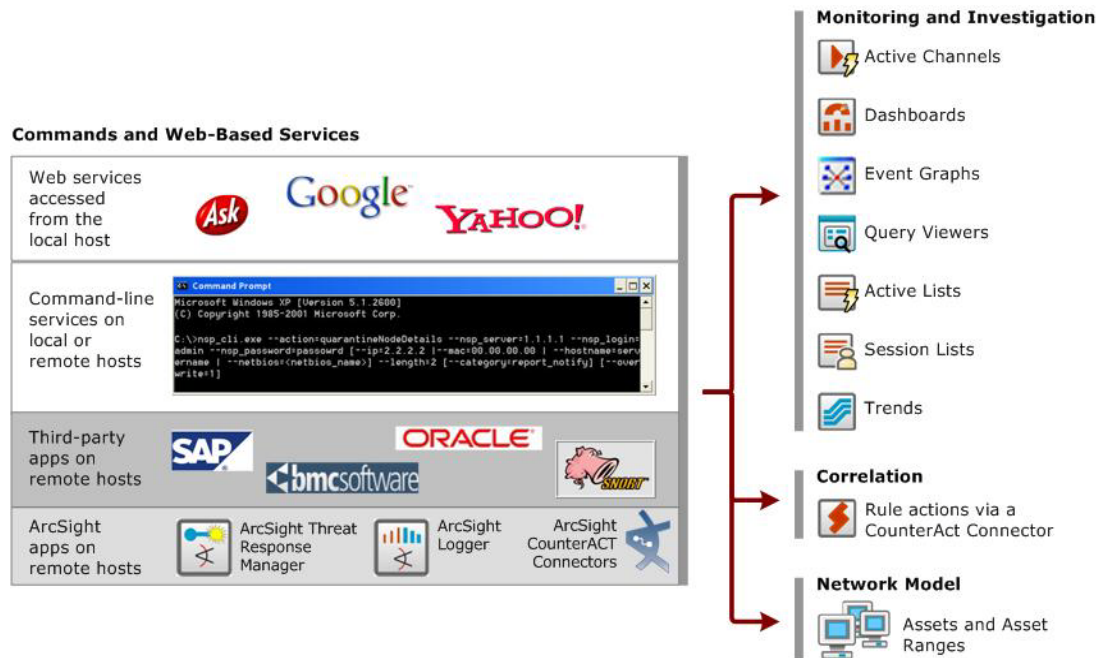 Commands and Web-Based Services
Web services
accessed
from the
local host
Ask
Google
YAHOO!
Command-line
services on
local or
remote hosts
Command Prompt
Microsoft Windows XP [Version 5.1.2600]
(C) Copyright 1985-2001 Microsoft Corp.
C:\>nsp_cli.exe --action=quarantineNodeDetails --nsp_server=1.1.1.1 --nsp_login=
admin --nsp_password=passowrd [--ip=2.2.2.2 |--mac=00.00.00.00 | --hostname=serv
ername | --netbios=<netbios_name>] --length=2 [--category=report_notify] [--over
write=1]
Third-party
apps on
remote hosts
SAP
ORACLE
bmcsoftware
SNORT
ArcSight
apps on
remote hosts
ArcSight Threat
Response
Manager
ArcSight
Logger
ArcSight
CounterACT
Connectors
Monitoring and Investigation
Active Channels
Dashboards
Event Graphs
Query Viewers
Active Lists
Session Lists
Trends
Correlation
Rule actions via a
CounterAct Connector
Network Model
Assets and Asset
Ranges